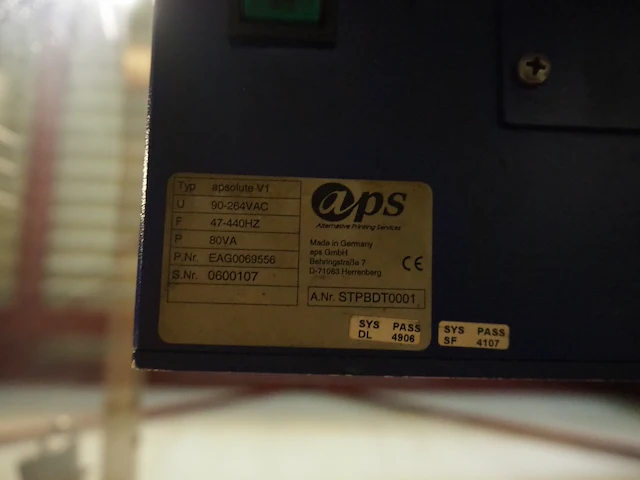 Typ apsolute V1
U 90-264VAC
F 47-440HZ
P 80VA
P.Nr. EAG0069556
S.Nr. 0600107
aps
Alternative Printing Services
Made in Germany
aps GmbH
Behringstraße 7
D-71083 Herrenberg
CE
A.Nr. STPBDT0001
SYS PASS
DL 4906
SYS PASS
SF 4107